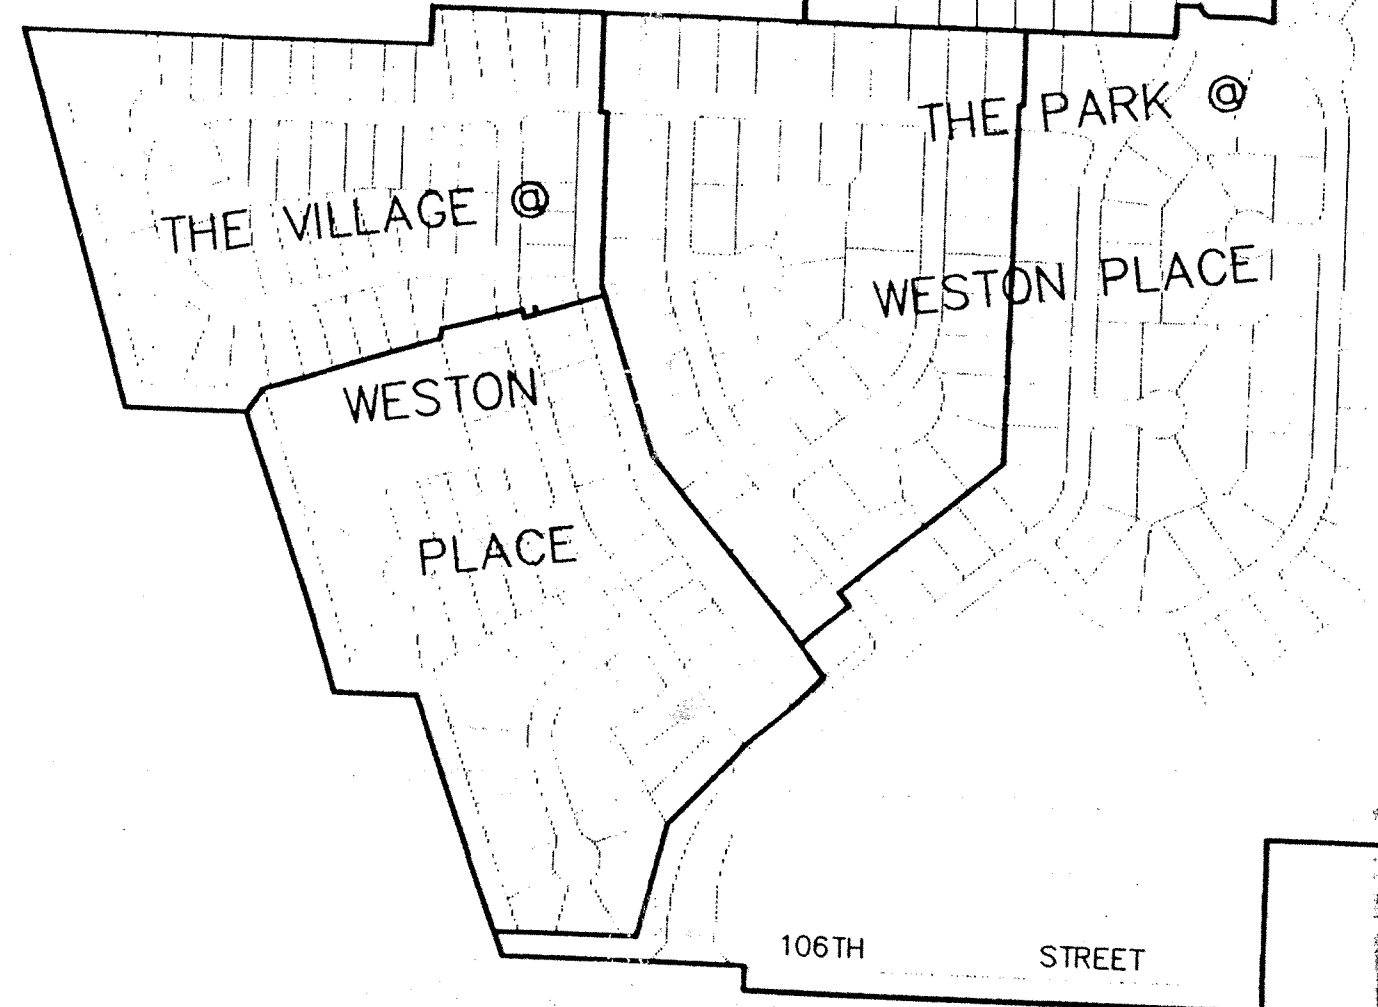 THE PARK @
WESTON PLACE
THE VILLAGE @
WESTON
PLACE
106TH STREET